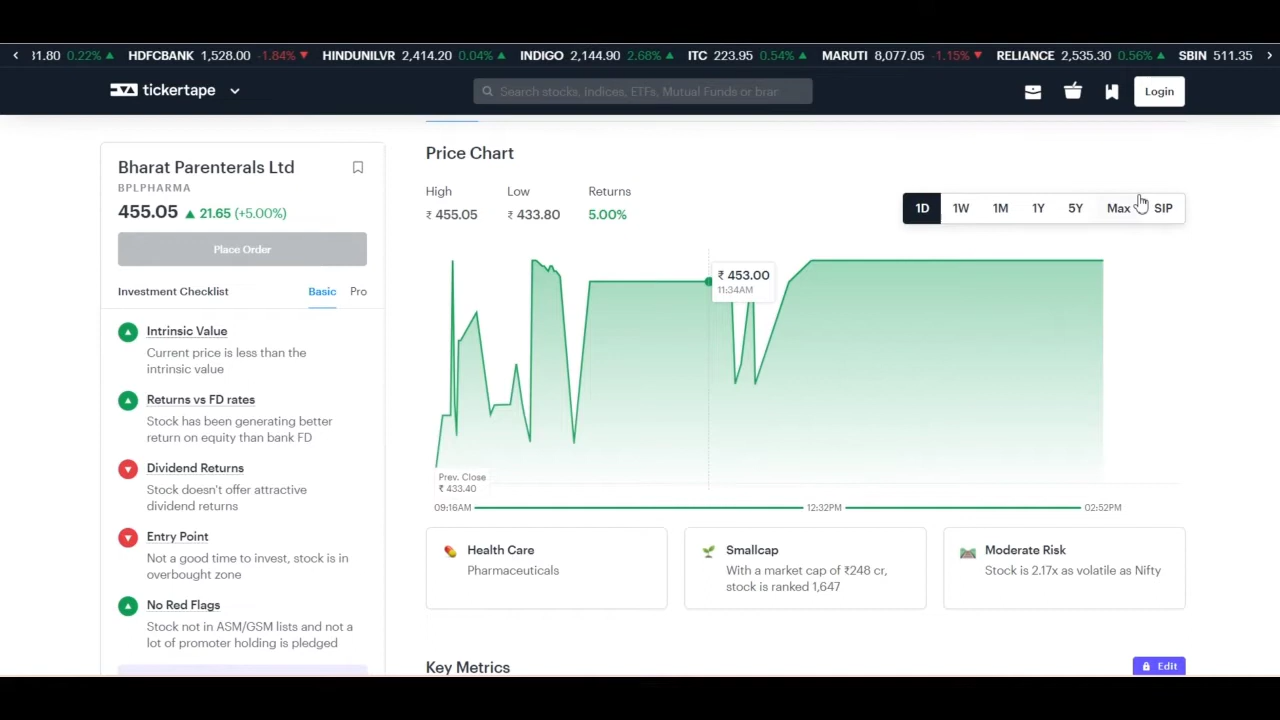 31.80 0.22% HDFCBANK 1,528.00 -1.84% HINDUNILVR 2,414.20 0.04% INDIGO 2,144.90 2.68% ITC 223.95 0.54% MARUTI 8,077.05 -1.15% RELIANCE 2,535.30 0.56% SBIN 511.35
tickertape
Search stocks, Indices, ETFs, Mutual Funds or bran
Login
Bharat Parenterals Ltd
BPLPHARMA
455.05 21.65 (+5.00%)
Place Order
Investment Checklist Basic Pro
Intrinsic Value
Current price is less than the
intrinsic value
Returns vs FD rates
Stock has been generating better
return on equity than bank FD
Dividend Returns
Stock doesn't offer attractive
dividend returns
Entry Point
Not a good time to invest, stock is in
overbought zone
No Red Flags
Stock not in ASM/GSM lists and not a
lot of promoter holding is pledged
Price Chart
High Low Returns
₹ 455.05 ₹ 433.80 5.00%
1D 1W 1M 1Y 5Y Max SIP
₹ 453.00
11:34AM
Prev. Close
₹ 433.40
09:16AM 12:32PM 02:52PM
Health Care
Pharmaceuticals
Smallcap
With a market cap of ₹248 cr,
stock is ranked 1,647
Moderate Risk
Stock is 2.17x as volatile as Nifty
Key Metrics
Edit